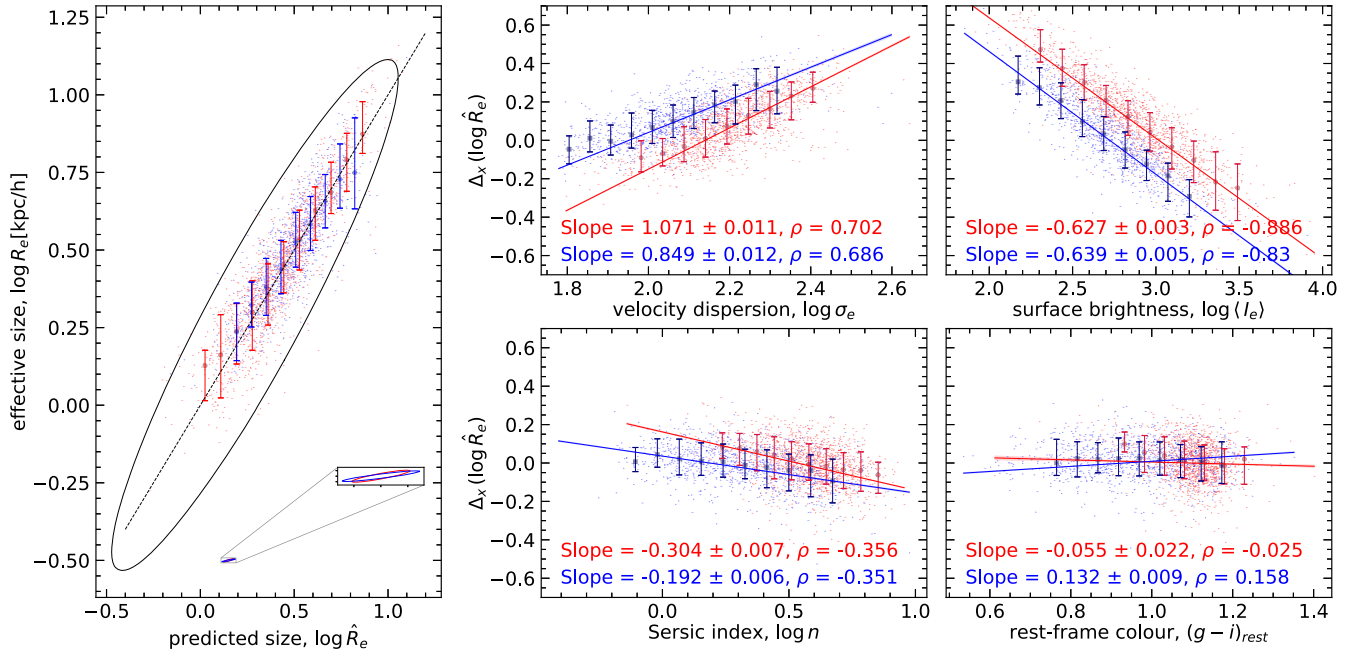 effective size, log R_e[kpc/h]
1.25
1.00
0.75
0.50
0.25
0.00
−0.25
−0.50
−0.5 0.0 0.5 1.0
predicted size, log R̂_e
Δ_x (log R̂_e)
0.6
0.4
0.2
0.0
−0.2
−0.4
−0.6
Slope = 1.071 ± 0.011, ρ = 0.702
Slope = 0.849 ± 0.012, ρ = 0.686
1.8 2.0 2.2 2.4 2.6
velocity dispersion, log σ_e
Slope = -0.627 ± 0.003, ρ = -0.886
Slope = -0.639 ± 0.005, ρ = -0.83
2.0 2.5 3.0 3.5 4.0
surface brightness, log ⟨I_e⟩
Δ_x (log R̂_e)
0.6
0.4
0.2
0.0
−0.2
−0.4
−0.6
Slope = -0.304 ± 0.007, ρ = -0.356
Slope = -0.192 ± 0.006, ρ = -0.351
0.0 0.5 1.0
Sersic index, log n
Slope = -0.055 ± 0.022, ρ = -0.025
Slope = 0.132 ± 0.009, ρ = 0.158
0.6 0.8 1.0 1.2 1.4
rest-frame colour, (g − i)_rest